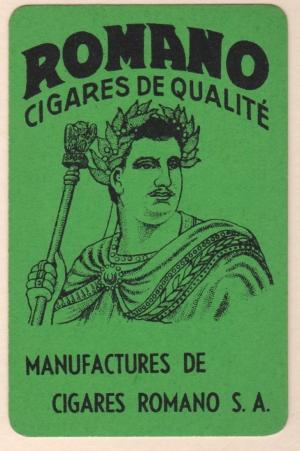 ROMANO
CIGARES DE QUALITÉ
MANUFACTURES DE
CIGARES ROMANO S. A.